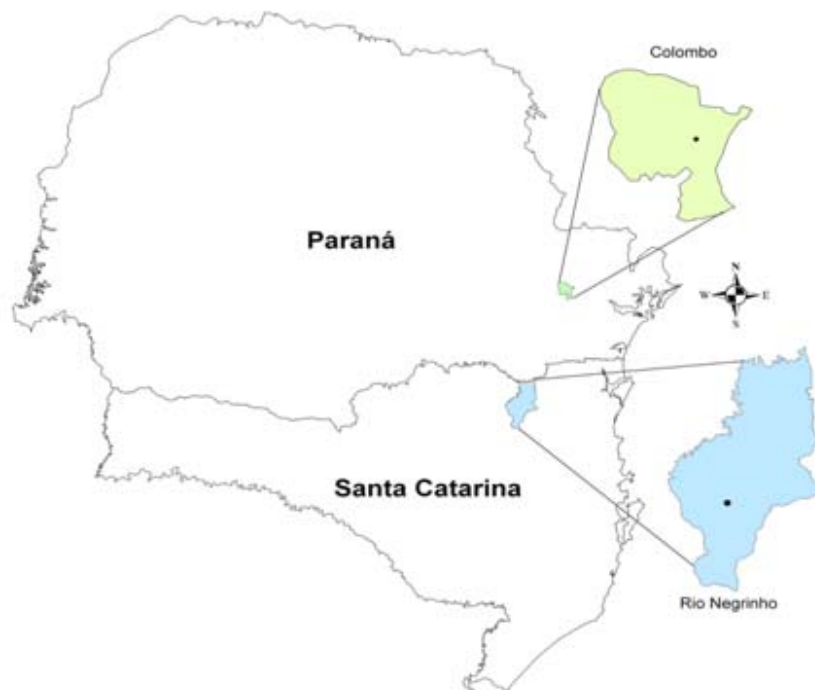 Colombo
Paraná
N
W E
S
Santa Catarina
Rio Negrinho